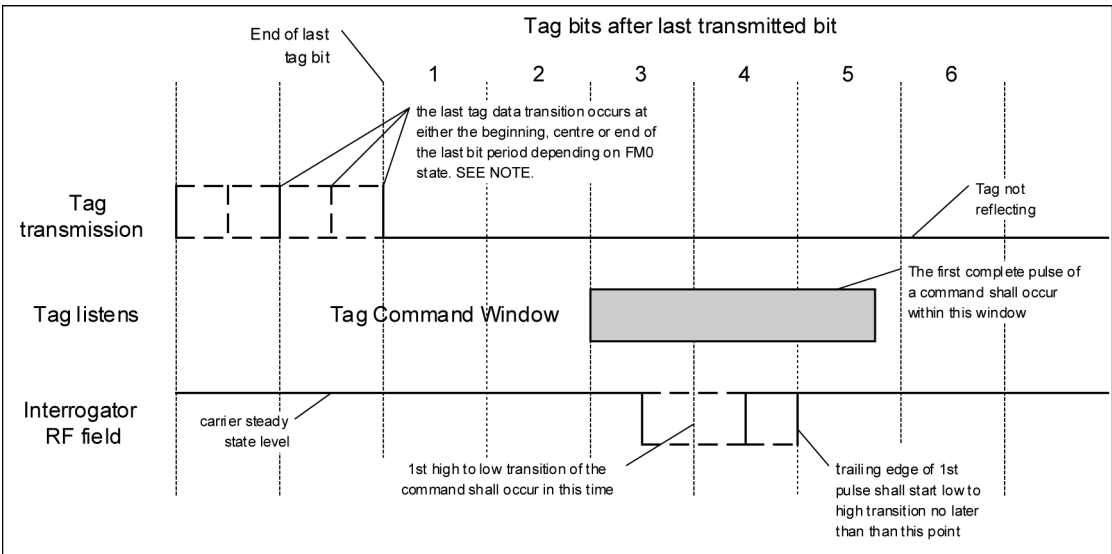 Tag bits after last transmitted bit
End of last
tag bit
1 2 3 4 5 6
the last tag data transition occurs at
either the beginning, centre or end of
the last bit period depending on FM0
state. SEE NOTE.
Tag
transmission
Tag not
reflecting
The first complete pulse of
a command shall occur
within this window
Tag listens
Tag Command Window
Interrogator
RF field
carrier steady
state level
1st high to low transition of the
command shall occur in this time
trailing edge of 1st
pulse shall start low to
high transition no later
than than this point